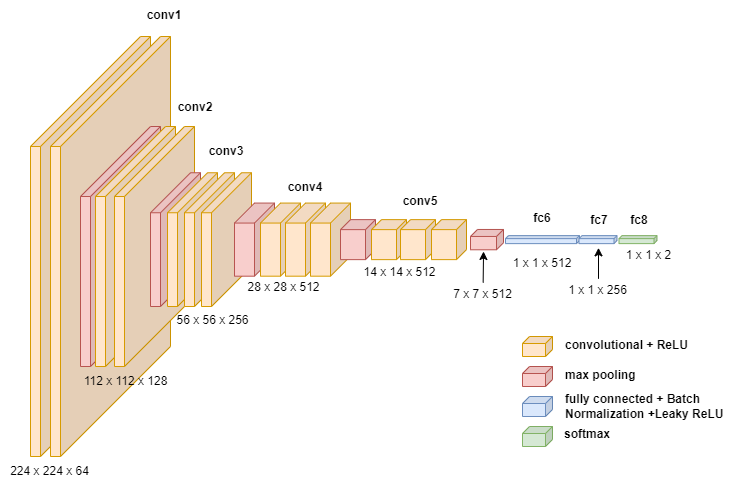 conv1
conv2
conv3
conv4
conv5
fc6
fc7
fc8
1 x 1 x 512
1 x 1 x 2
14 x 14 x 512
28 x 28 x 512
7 x 7 x 512
1 x 1 x 256
56 x 56 x 256
112 x 112 x 128
224 x 224 x 64
convolutional + ReLU
max pooling
fully connected + Batch
Normalization +Leaky ReLU
softmax